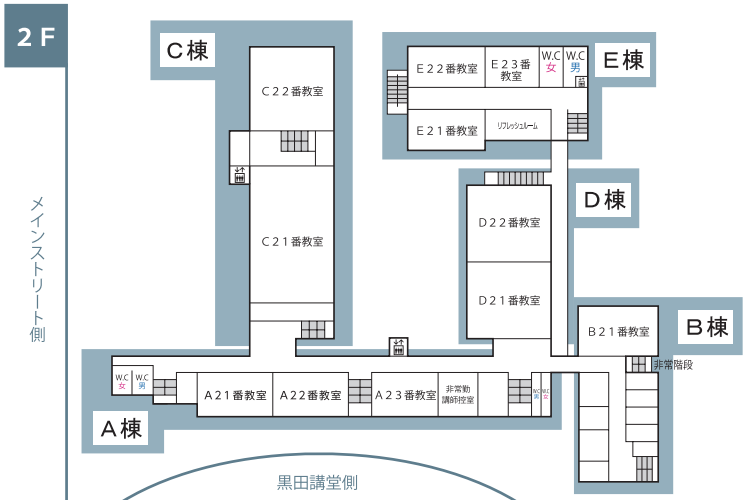 ２Ｆ
C棟
C２２番教室
C２１番教室
E棟
E２２番教室
E２３番
教室
W.C
女
W.C
男
E２１番教室
リフレッシュルーム
D棟
D２２番教室
D２１番教室
B棟
B２１番教室
非常階段
メインストリート側
W.C
女
W.C
男
A２１番教室
A２２番教室
A２３番教室
非常勤
講師控室
W.C
男
W.C
女
A棟
黒田講堂側